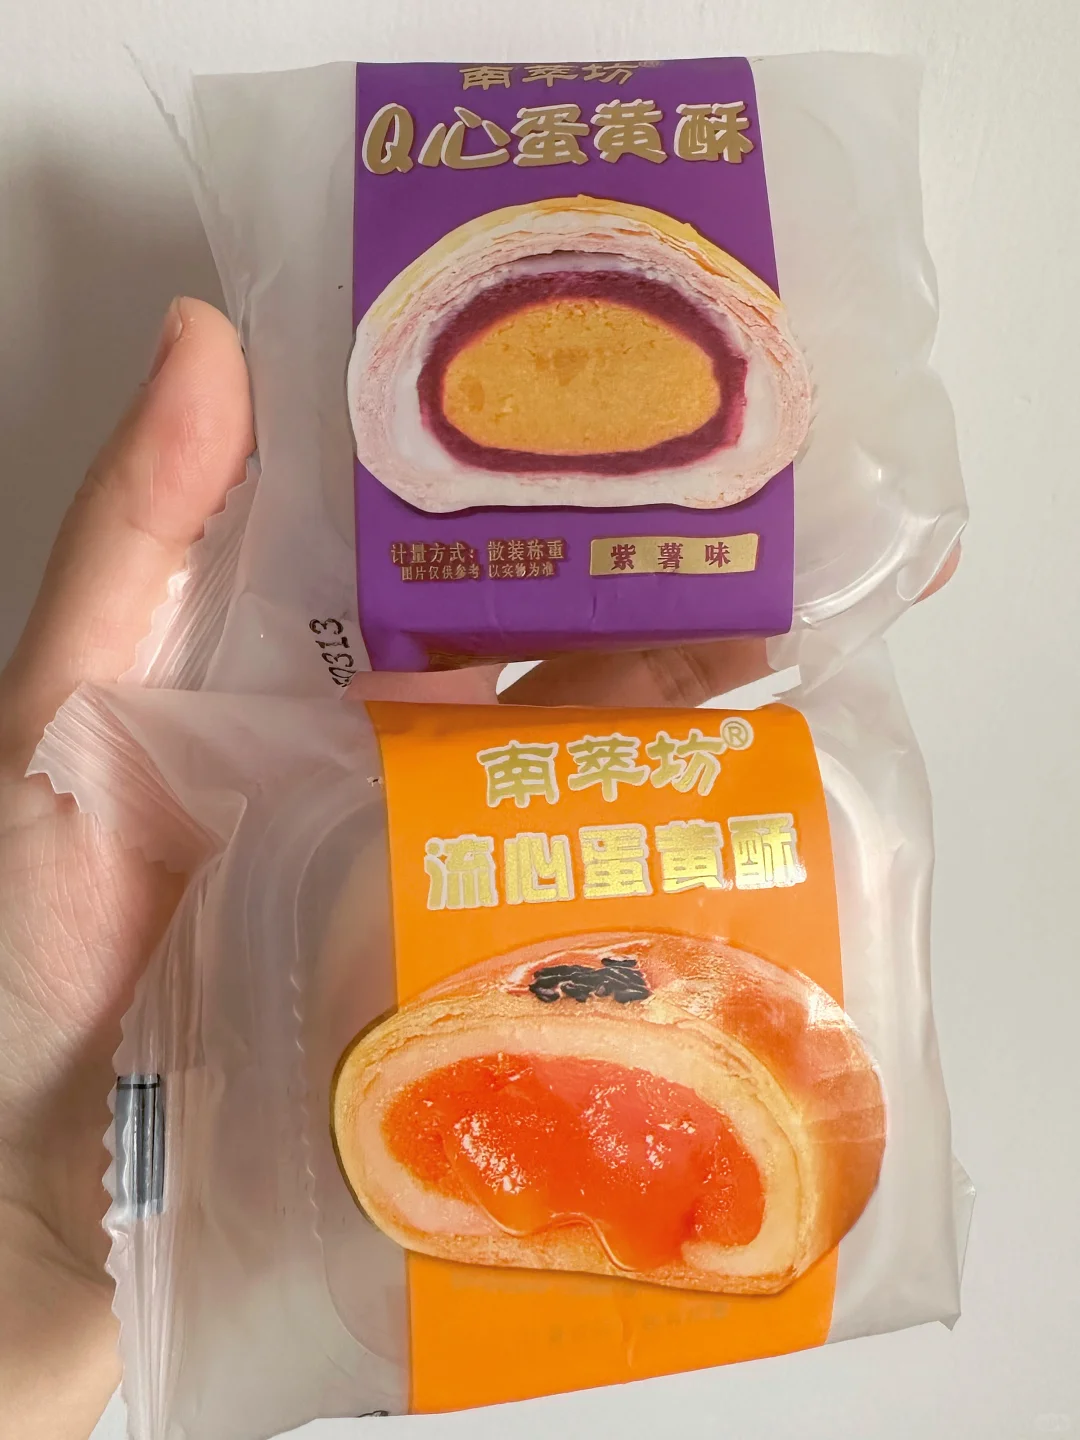 南萃坊
Q心蛋黄酥
计量方式：散装称重
图片仅供参考 以实物为准
紫薯味
0313
南萃坊®
流心蛋黄酥